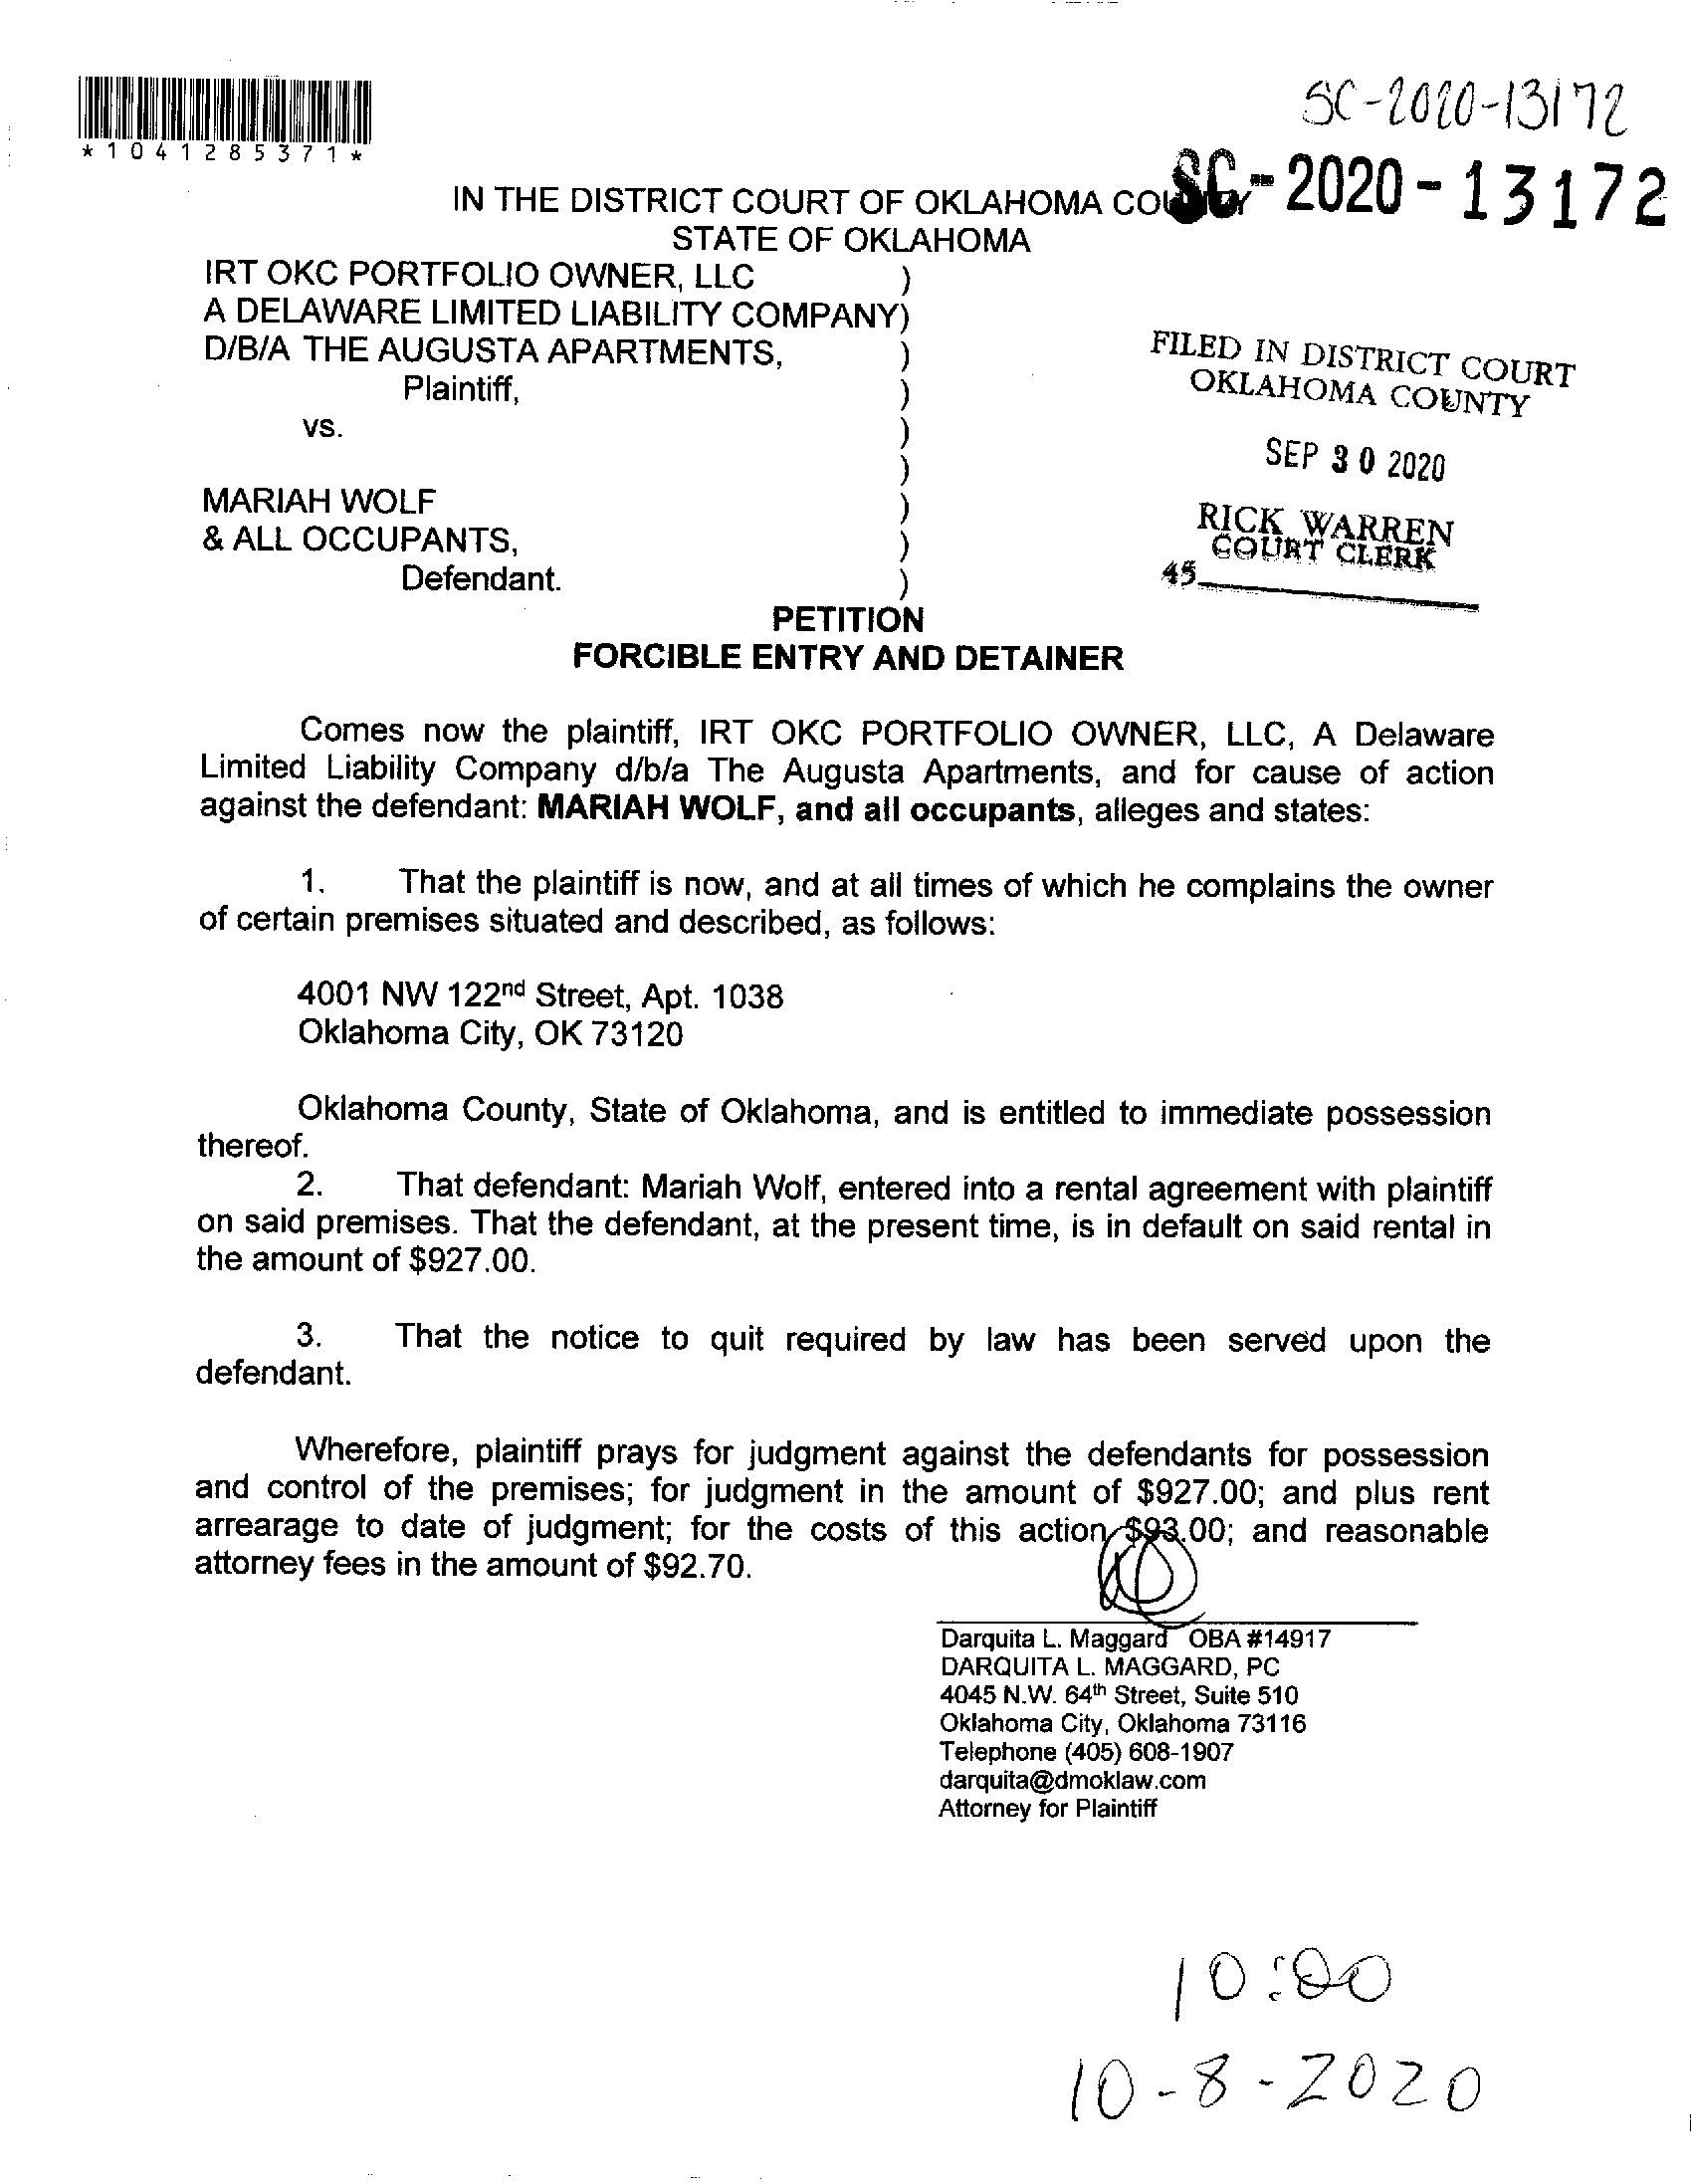 SC-2020-13172
*1041285371*
SC-2020-13172
IN THE DISTRICT COURT OF OKLAHOMA COUNTY
STATE OF OKLAHOMA
IRT OKC PORTFOLIO OWNER, LLC )
A DELAWARE LIMITED LIABILITY COMPANY)
D/B/A THE AUGUSTA APARTMENTS, )
Plaintiff, )
vs. )
)
MARIAH WOLF )
& ALL OCCUPANTS, )
Defendant. )
FILED IN DISTRICT COURT
OKLAHOMA COUNTY
SEP 30 2020
RICK WARREN
COURT CLERK
45
PETITION
FORCIBLE ENTRY AND DETAINER
Comes now the plaintiff, IRT OKC PORTFOLIO OWNER, LLC, A Delaware
Limited Liability Company d/b/a The Augusta Apartments, and for cause of action
against the defendant: MARIAH WOLF, and all occupants, alleges and states:
1. That the plaintiff is now, and at all times of which he complains the owner
of certain premises situated and described, as follows:
4001 NW 122nd Street, Apt. 1038
Oklahoma City, OK 73120
Oklahoma County, State of Oklahoma, and is entitled to immediate possession
thereof.
2. That defendant: Mariah Wolf, entered into a rental agreement with plaintiff
on said premises. That the defendant, at the present time, is in default on said rental in
the amount of $927.00.
3. That the notice to quit required by law has been served upon the
defendant.
Wherefore, plaintiff prays for judgment against the defendants for possession
and control of the premises; for judgment in the amount of $927.00; and plus rent
arrearage to date of judgment; for the costs of this action, $93.00; and reasonable
attorney fees in the amount of $92.70.
Darquita L. Maggard OBA #14917
DARQUITA L. MAGGARD, PC
4045 N.W. 64th Street, Suite 510
Oklahoma City, Oklahoma 73116
Telephone (405) 608-1907
darquita@dmoklaw.com
Attorney for Plaintiff
10:00
10-8-2020